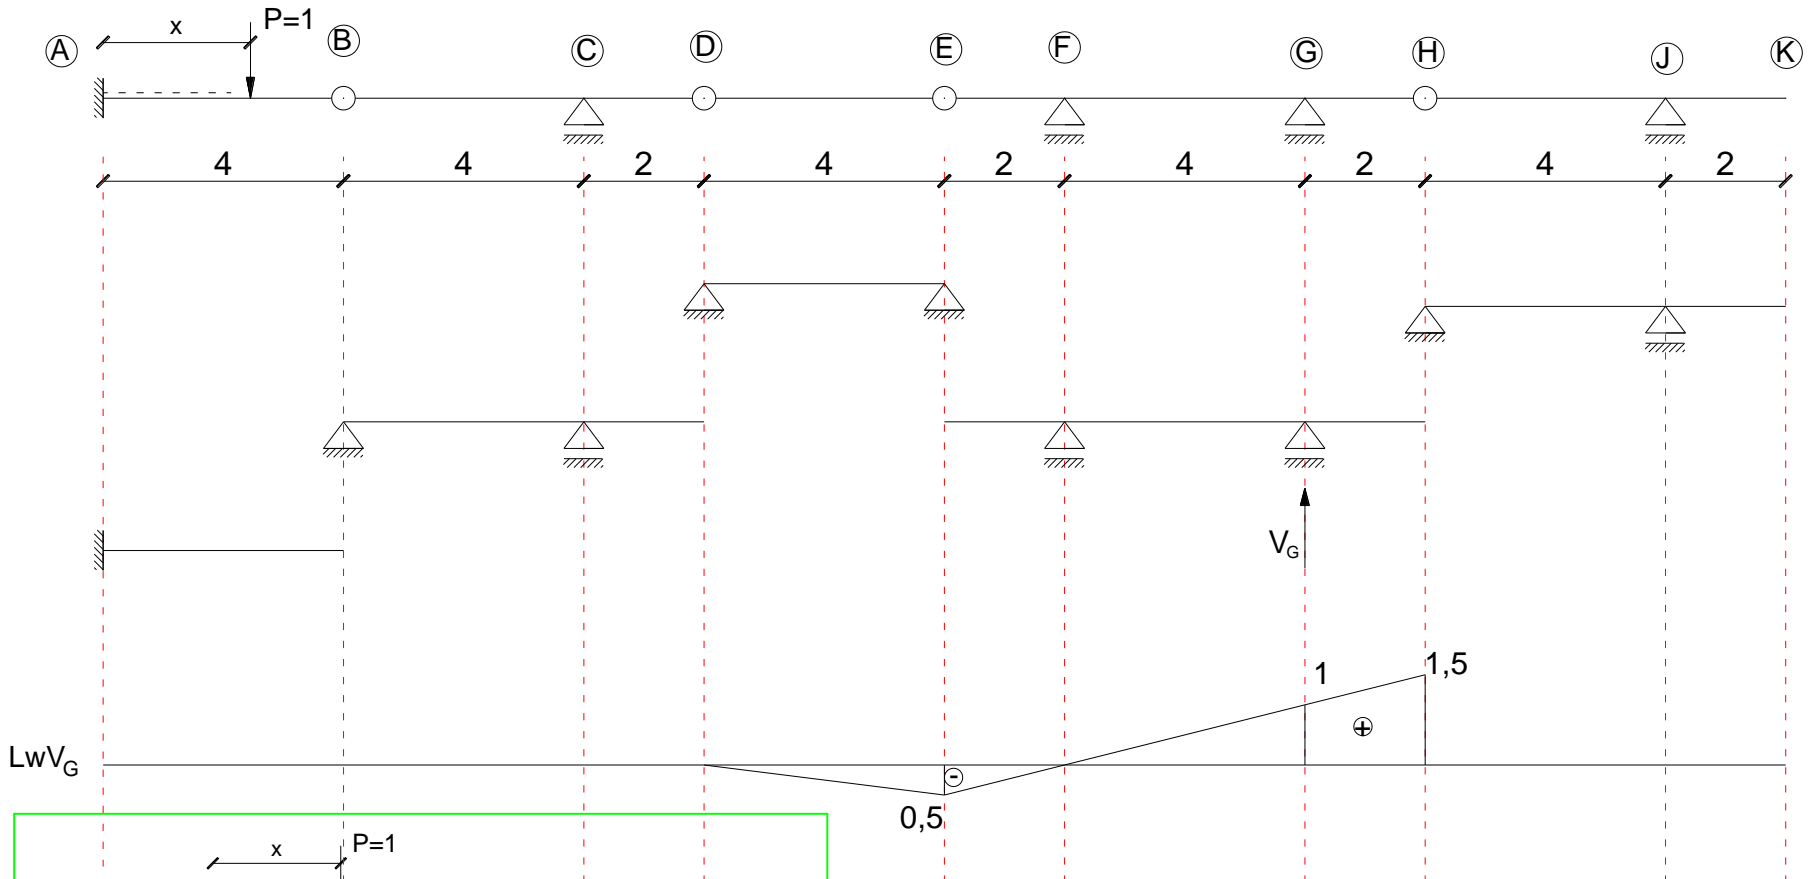 x P=1
A B C D E F G H J K
4 4 2 4 2 4 2 4 2
V_G
1 1,5
+
LwV_G
-
0,5
x P=1